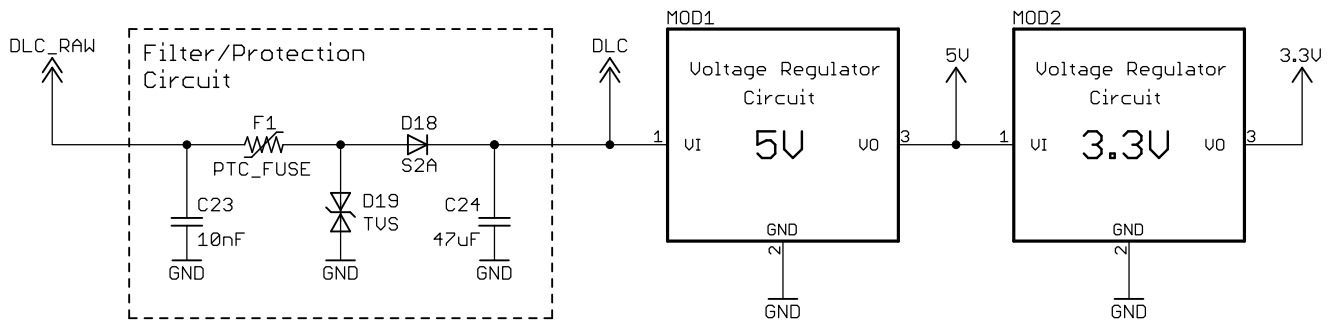 DLC_RAW
Filter/Protection
Circuit
F1
PTC_FUSE
D18
S2A
C23
10nF
GND
D19
TVS
GND
C24
47uF
GND
DLC
MOD1
Voltage Regulator
Circuit
5V
1
VI
VO
3
GND
2
GND
5V
MOD2
Voltage Regulator
Circuit
3.3V
1
VI
VO
3
GND
2
GND
3.3V